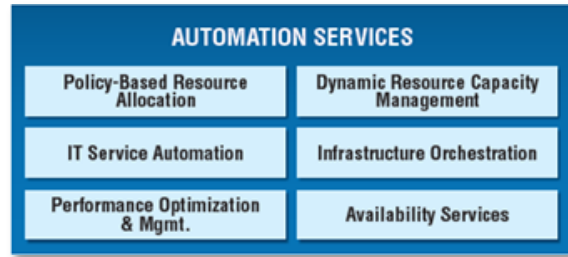 AUTOMATION SERVICES
Policy-Based Resource
Allocation
Dynamic Resource Capacity
Management
IT Service Automation
Infrastructure Orchestration
Performance Optimization
& Mgmt.
Availability Services